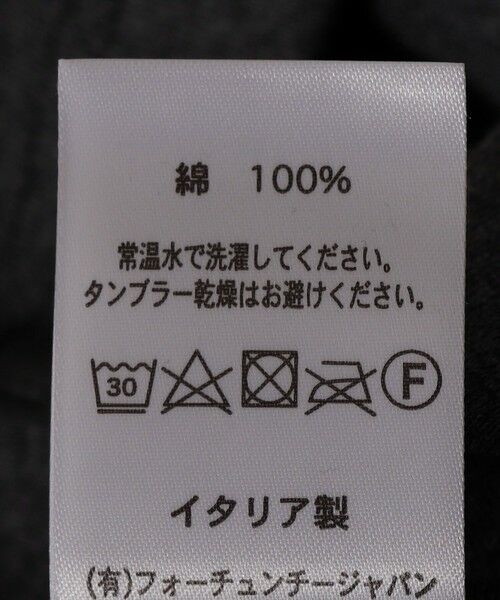 綿 100%
常温水で洗濯してください。
タンブラー乾燥はお避けください。
30 F
イタリア製
(有)フォーチュンチージャパン